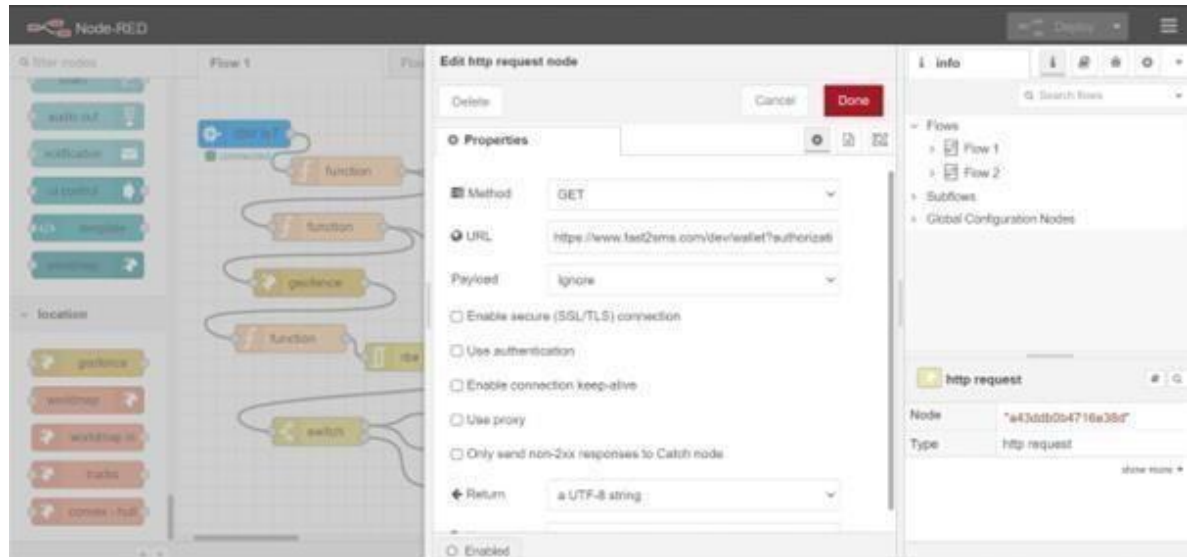 Node-RED
Deploy
filter nodes
audio out
notification
ui control
template
worldmap
location
geofence
worldmap
worldmap in
tracks
convex - hull
Flow 1
connected
function
function
geofence
function
rbe
switch
Edit http request node
Delete
Cancel
Done
Properties
Method
GET
URL
https://www.fast2sms.com/dev/wallet?authorizati
Payload
Ignore
Enable secure (SSL/TLS) connection
Use authentication
Enable connection keep-alive
Use proxy
Only send non-2xx responses to Catch node
Return
a UTF-8 string
Enabled
info
Search flows
Flows
Flow 1
Flow 2
Subflows
Global Configuration Nodes
http request
Node
"a43ddb0b4716e38d"
Type
http request
show more